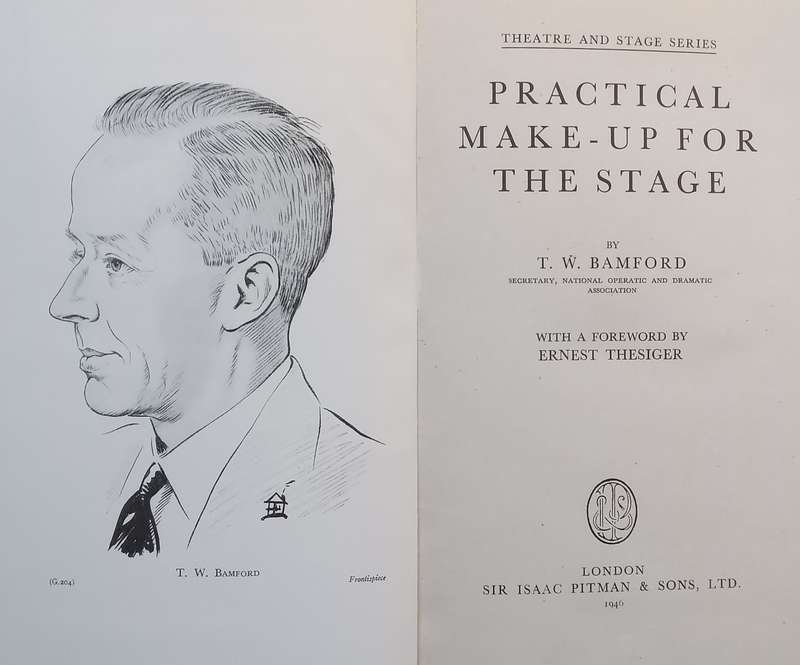 T. W. BAMFORD
(G.204)
Frontispiece
THEATRE AND STAGE SERIES
PRACTICAL
MAKE-UP FOR
THE STAGE
BY
T. W. BAMFORD
SECRETARY, NATIONAL OPERATIC AND DRAMATIC
ASSOCIATION
WITH A FOREWORD BY
ERNEST THESIGER
LONDON
SIR ISAAC PITMAN & SONS, LTD.
1946